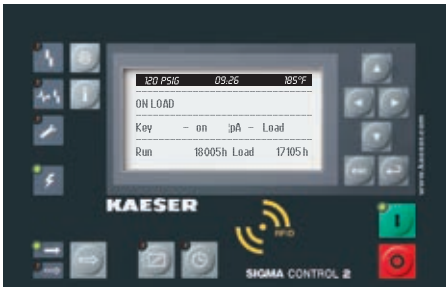 120 PSIG 09:26 185°F
ON LOAD
Key - on pA - Load
Run 18005h Load 17105h
esc
www.kaeser.com
KAESER
RFID
SIGMA CONTROL 2